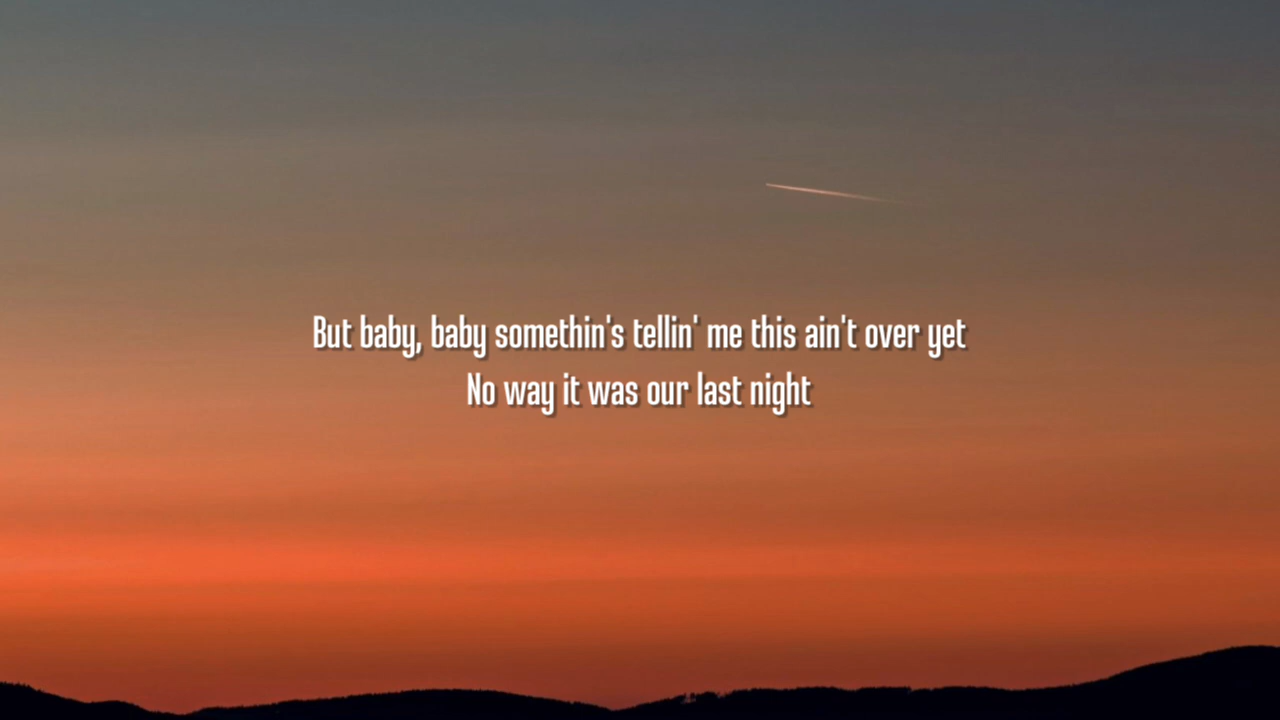 But baby, baby somethin's tellin' me this ain't over yet
No way it was our last night